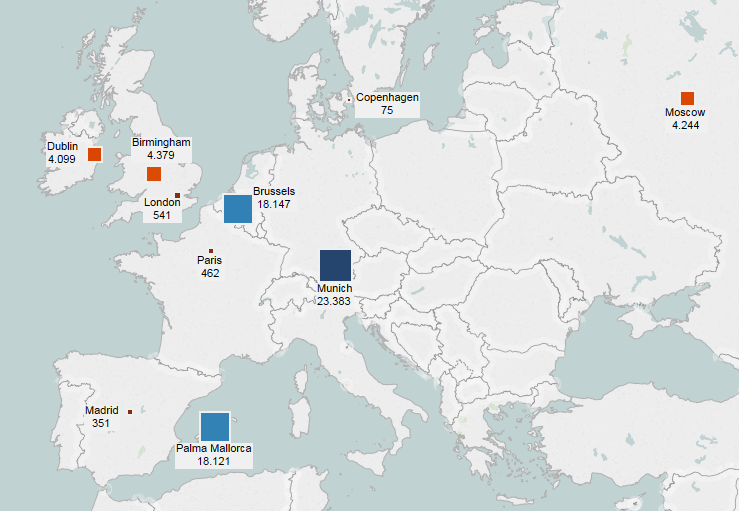 Copenhagen
75
Moscow
4.244
Dublin
4.099
Birmingham
4.379
London
541
Brussels
18.147
Paris
462
Munich
23.383
Madrid
351
Palma Mallorca
18.121